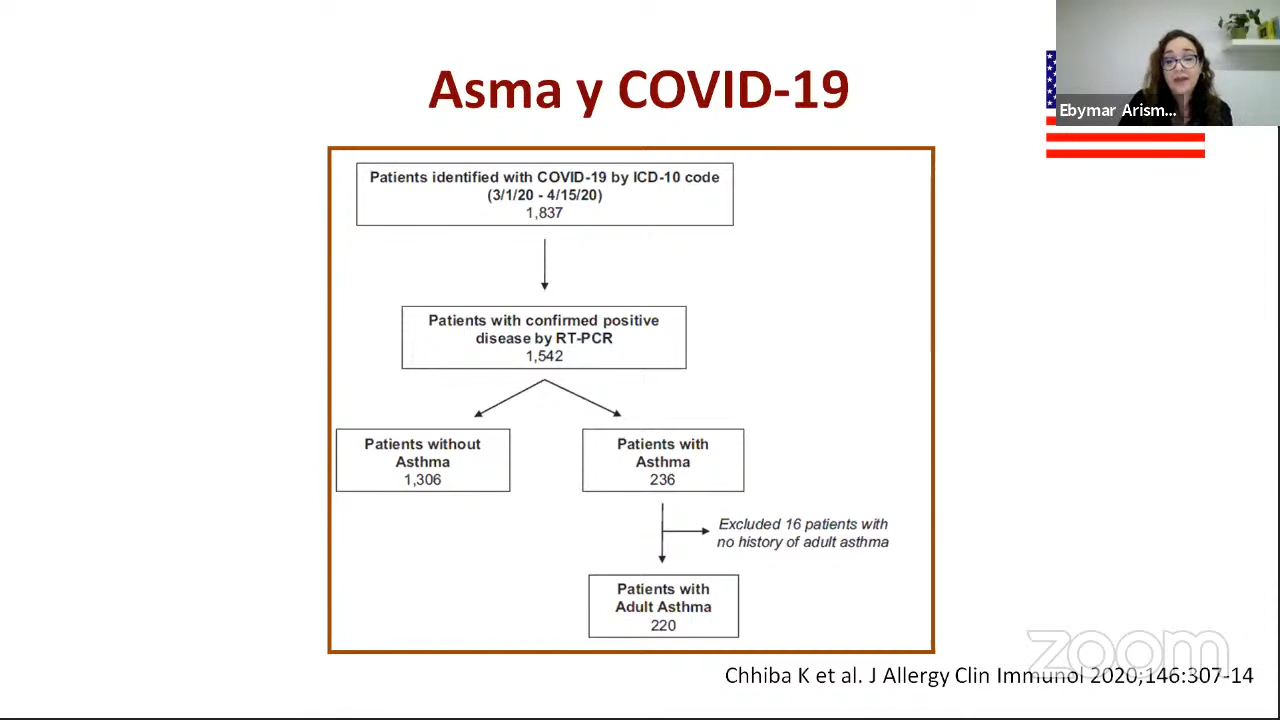 Asma y COVID-19
Ebymar Arism...
Patients identified with COVID-19 by ICD-10 code
(3/1/20 - 4/15/20)
1,837
Patients with confirmed positive
disease by RT-PCR
1,542
Patients without
Asthma
1,306
Patients with
Asthma
236
Excluded 16 patients with
no history of adult asthma
Patients with
Adult Asthma
220
zoom
Chhiba K et al. J Allergy Clin Immunol 2020;146:307-14